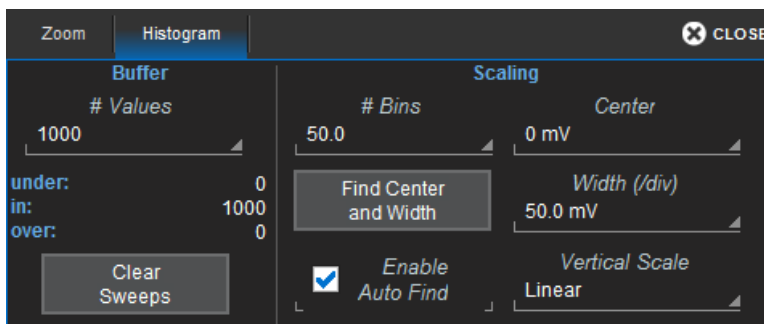 Zoom
Histogram
CLOSE
Buffer
Scaling
# Values
# Bins
Center
1000
50.0
0 mV
under: 0
in: 1000
over: 0
Find Center
and Width
Width (/div)
50.0 mV
Clear
Sweeps
Enable
Auto Find
Vertical Scale
Linear